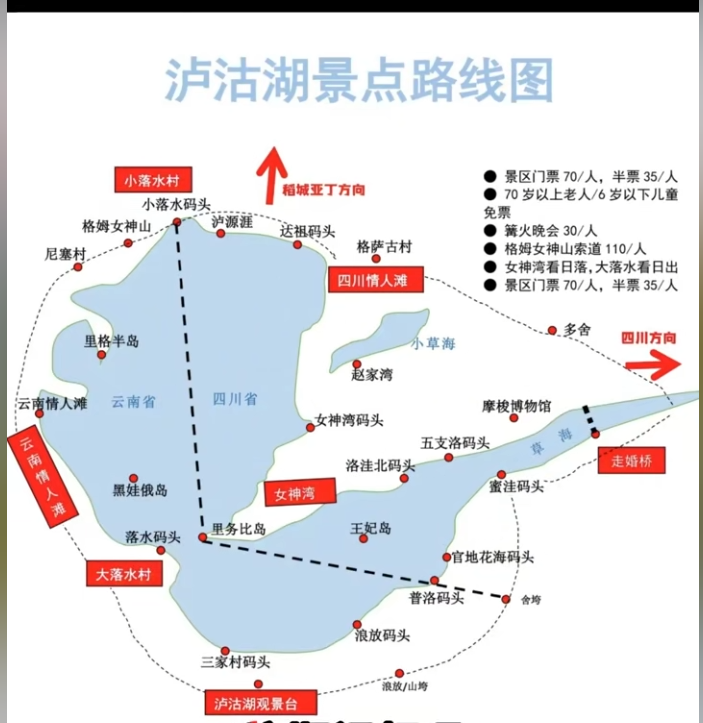 泸沽湖景点路线图
小落水村
稻城亚丁方向
● 景区门票 70/人，半票 35/人
● 70 岁以上老人/6 岁以下儿童
免票
● 篝火晚会 30/人
● 格姆女神山索道 110/人
● 女神湾看日落,大落水看日出
● 景区门票 70/人，半票 35/人
小落水码头
格姆女神山
泸源涯
达祖码头
尼塞村
格萨古村
四川情人滩
多舍
四川方向
里格半岛
小草海
赵家湾
云南情人滩
云南省
四川省
摩梭博物馆
女神湾码头
云南情人滩
五支洛码头
草海
走婚桥
洛洼北码头
女神湾
黑娃俄岛
蜜洼码头
落水码头
里务比岛
王妃岛
官地花海码头
大落水村
普洛码头
舍垮
浪放码头
三家村码头
浪放/山垮
泸沽湖观景台